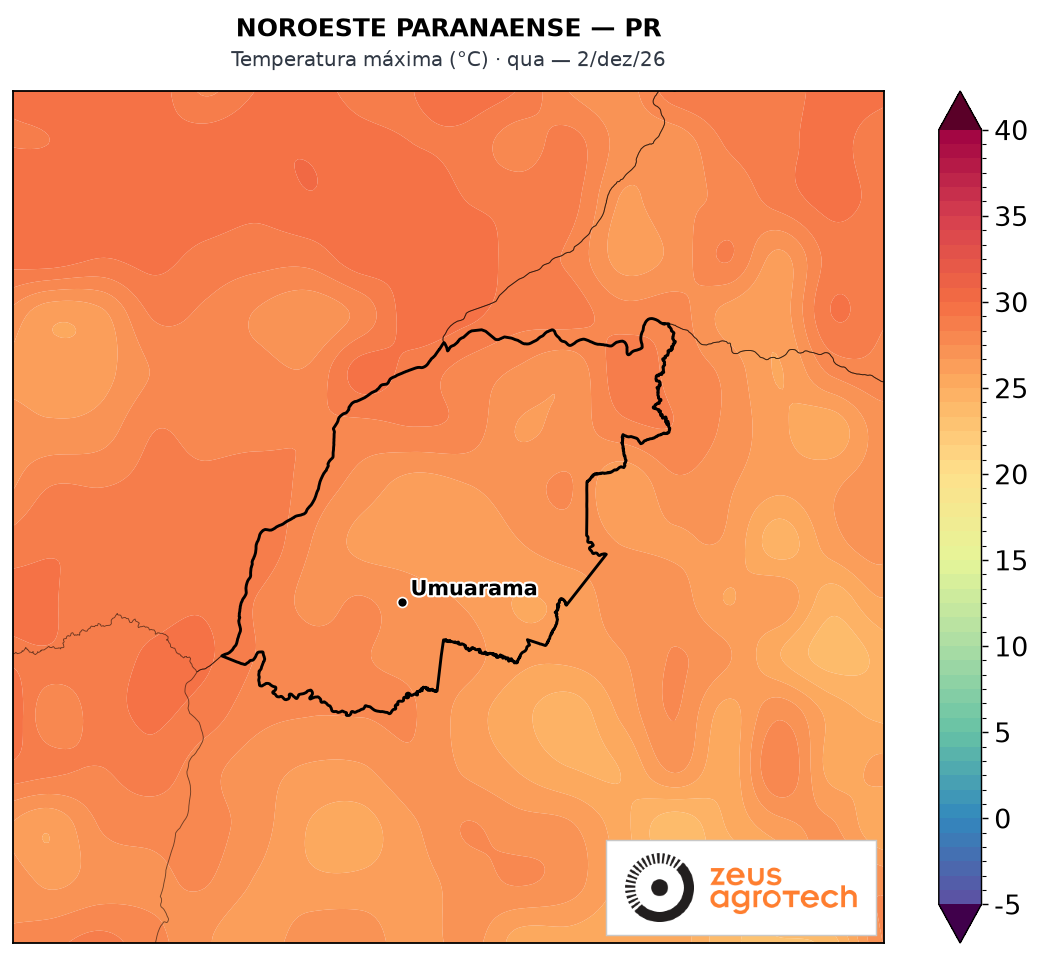 NOROESTE PARANAENSE — PR
Temperatura máxima (°C) · qua — 2/dez/26
40
35
30
25
20
15
10
5
0
-5
Umuarama
zeus
agrotech